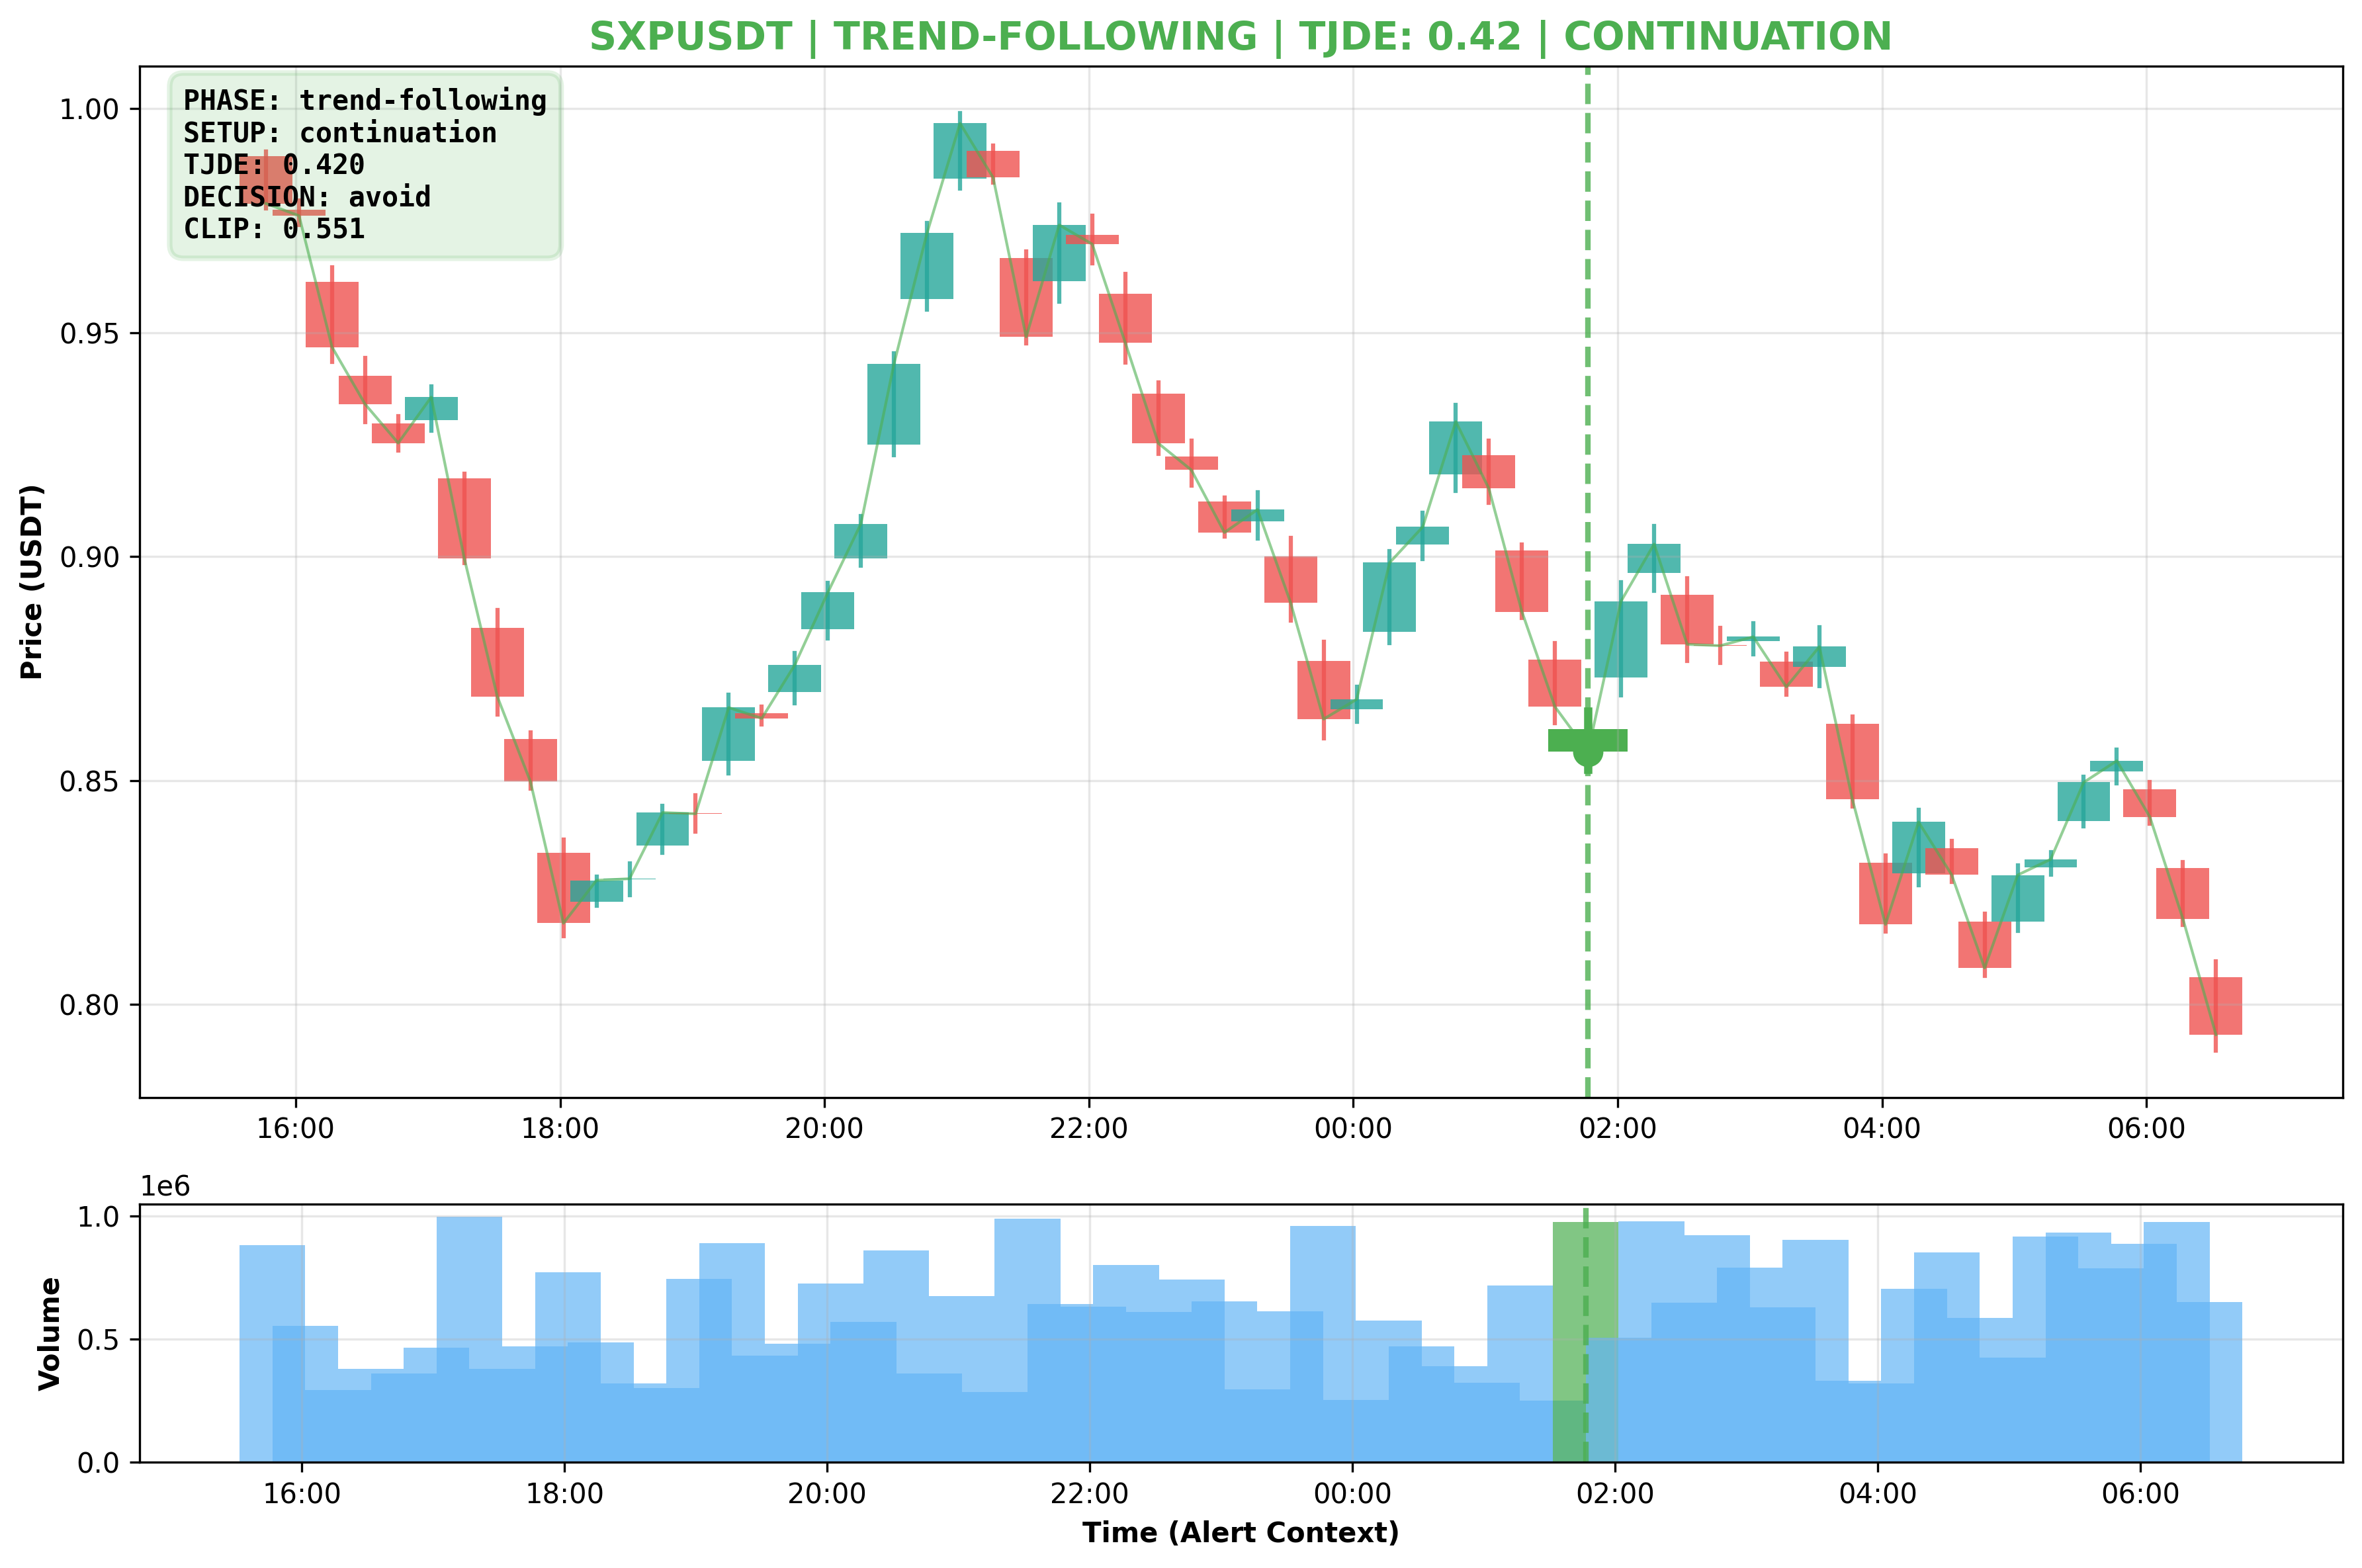 SXPUSDT | TREND-FOLLOWING | TJDE: 0.42 | CONTINUATION
PHASE: trend-following
SETUP: continuation
TJDE: 0.420
DECISION: avoid
CLIP: 0.551
Price (USDT)
1.00
0.95
0.90
0.85
0.80
16:00 18:00 20:00 22:00 00:00 02:00 04:00 06:00
1e6
Volume
1.0
0.5
0.0
16:00 18:00 20:00 22:00 00:00 02:00 04:00 06:00
Time (Alert Context)